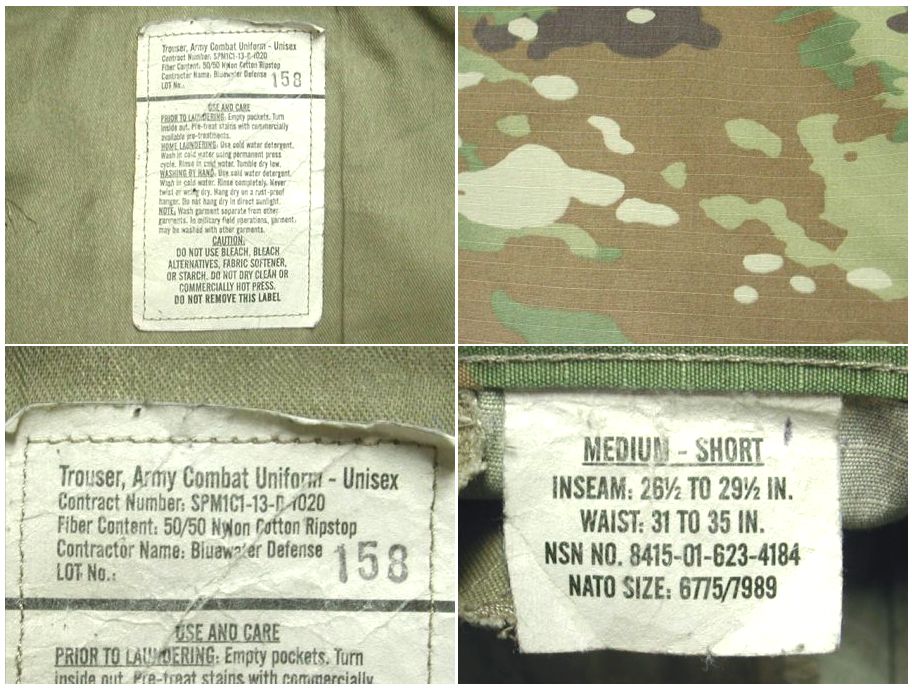 Trouser, Army Combat Uniform - Unisex
Contract Number: SPM1C1-13-D-1020
Fiber Content: 50/50 Nylon Cotton Ripstop
Contractor Name: Bluewater Defense
LOT No.: 158
USE AND CARE
PRIOR TO LAUNDERING: Empty pockets. Turn
inside out. Pre-treat stains with commercially
available pre-treatments.
HOME LAUNDERING: Use cold water detergent.
Wash in cold water using permanent press
cycle. Rinse in cold water. Tumble dry low.
WASHING BY HAND: Use cold water detergent.
Wash in cold water. Rinse completely. Never
twist or wring dry. Hang dry on a rust-proof
hanger. Do not hang dry in direct sunlight.
NOTE: Wash garment separate from other
garments. In military field operations, garment
may be washed with other garments.
CAUTION:
DO NOT USE BLEACH, BLEACH
ALTERNATIVES, FABRIC SOFTENER,
OR STARCH. DO NOT DRY CLEAN OR
COMMERCIALLY HOT PRESS.
DO NOT REMOVE THIS LABEL
Trouser, Army Combat Uniform - Unisex
Contract Number: SPM1C1-13-D-1020
Fiber Content: 50/50 Nylon Cotton Ripstop
Contractor Name: Bluewater Defense
LOT No.: 158
USE AND CARE
PRIOR TO LAUNDERING: Empty pockets. Turn
inside out. Pre-treat stains with commercially
MEDIUM - SHORT
INSEAM: 26½ TO 29½ IN.
WAIST: 31 TO 35 IN.
NSN NO. 8415-01-623-4184
NATO SIZE: 6775/7989